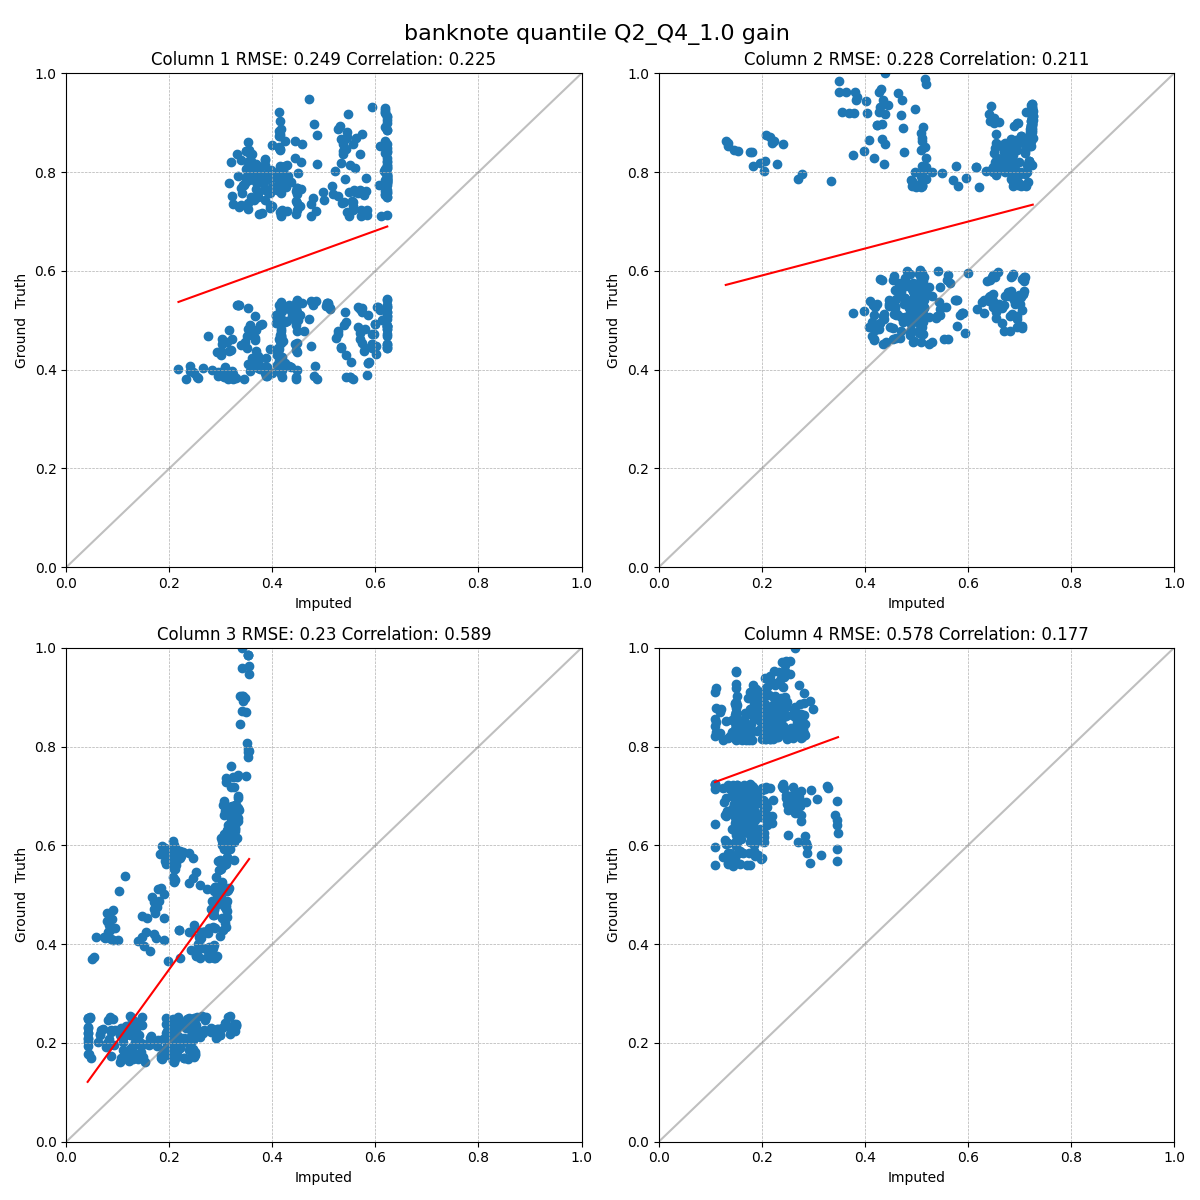 banknote quantile Q2_Q4_1.0 gain
Column 1 RMSE: 0.249 Correlation: 0.225
1.0
0.8
0.6
0.4
0.2
0.0
Ground Truth
0.0 0.2 0.4 0.6 0.8 1.0
Imputed
Column 2 RMSE: 0.228 Correlation: 0.211
1.0
0.8
0.6
0.4
0.2
0.0
Ground Truth
0.0 0.2 0.4 0.6 0.8 1.0
Imputed
Column 3 RMSE: 0.23 Correlation: 0.589
1.0
0.8
0.6
0.4
0.2
0.0
Ground Truth
0.0 0.2 0.4 0.6 0.8 1.0
Imputed
Column 4 RMSE: 0.578 Correlation: 0.177
1.0
0.8
0.6
0.4
0.2
0.0
Ground Truth
0.0 0.2 0.4 0.6 0.8 1.0
Imputed